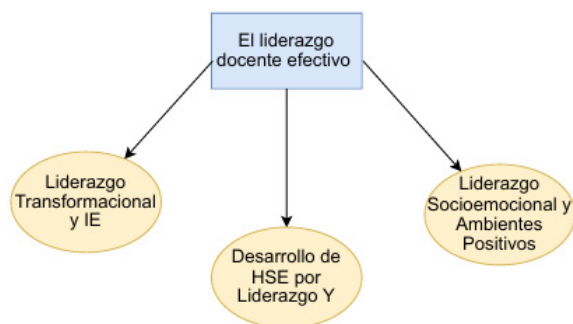 El liderazgo
docente efectivo
Liderazgo
Transformacional
y IE
Desarrollo de
HSE por
Liderazgo Y
Liderazgo
Socioemocional y
Ambientes
Positivos